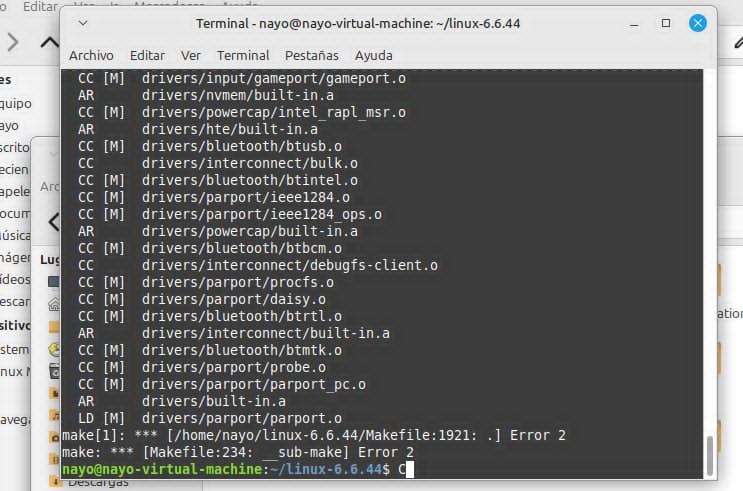 Terminal - nayo@nayo-virtual-machine: ~/linux-6.6.44
Archivo Editar Ver Terminal Pestañas Ayuda
CC [M] drivers/input/gameport/gameport.o
AR drivers/nvmem/built-in.a
CC [M] drivers/powercap/intel_rapl_msr.o
AR drivers/hte/built-in.a
CC [M] drivers/bluetooth/btusb.o
CC drivers/interconnect/bulk.o
CC [M] drivers/bluetooth/btintel.o
CC [M] drivers/parport/ieee1284.o
CC [M] drivers/parport/ieee1284_ops.o
AR drivers/powercap/built-in.a
CC [M] drivers/bluetooth/btbcm.o
CC drivers/interconnect/debugfs-client.o
CC [M] drivers/parport/procfs.o
CC [M] drivers/parport/daisy.o
CC [M] drivers/bluetooth/btrtl.o
AR drivers/interconnect/built-in.a
CC [M] drivers/bluetooth/btmtk.o
CC [M] drivers/parport/probe.o
CC [M] drivers/parport/parport_pc.o
AR drivers/built-in.a
LD [M] drivers/parport/parport.o
make[1]: *** [/home/nayo/linux-6.6.44/Makefile:1921: .] Error 2
make: *** [Makefile:234: __sub-make] Error 2
nayo@nayo-virtual-machine:~/linux-6.6.44$ C
Descargas